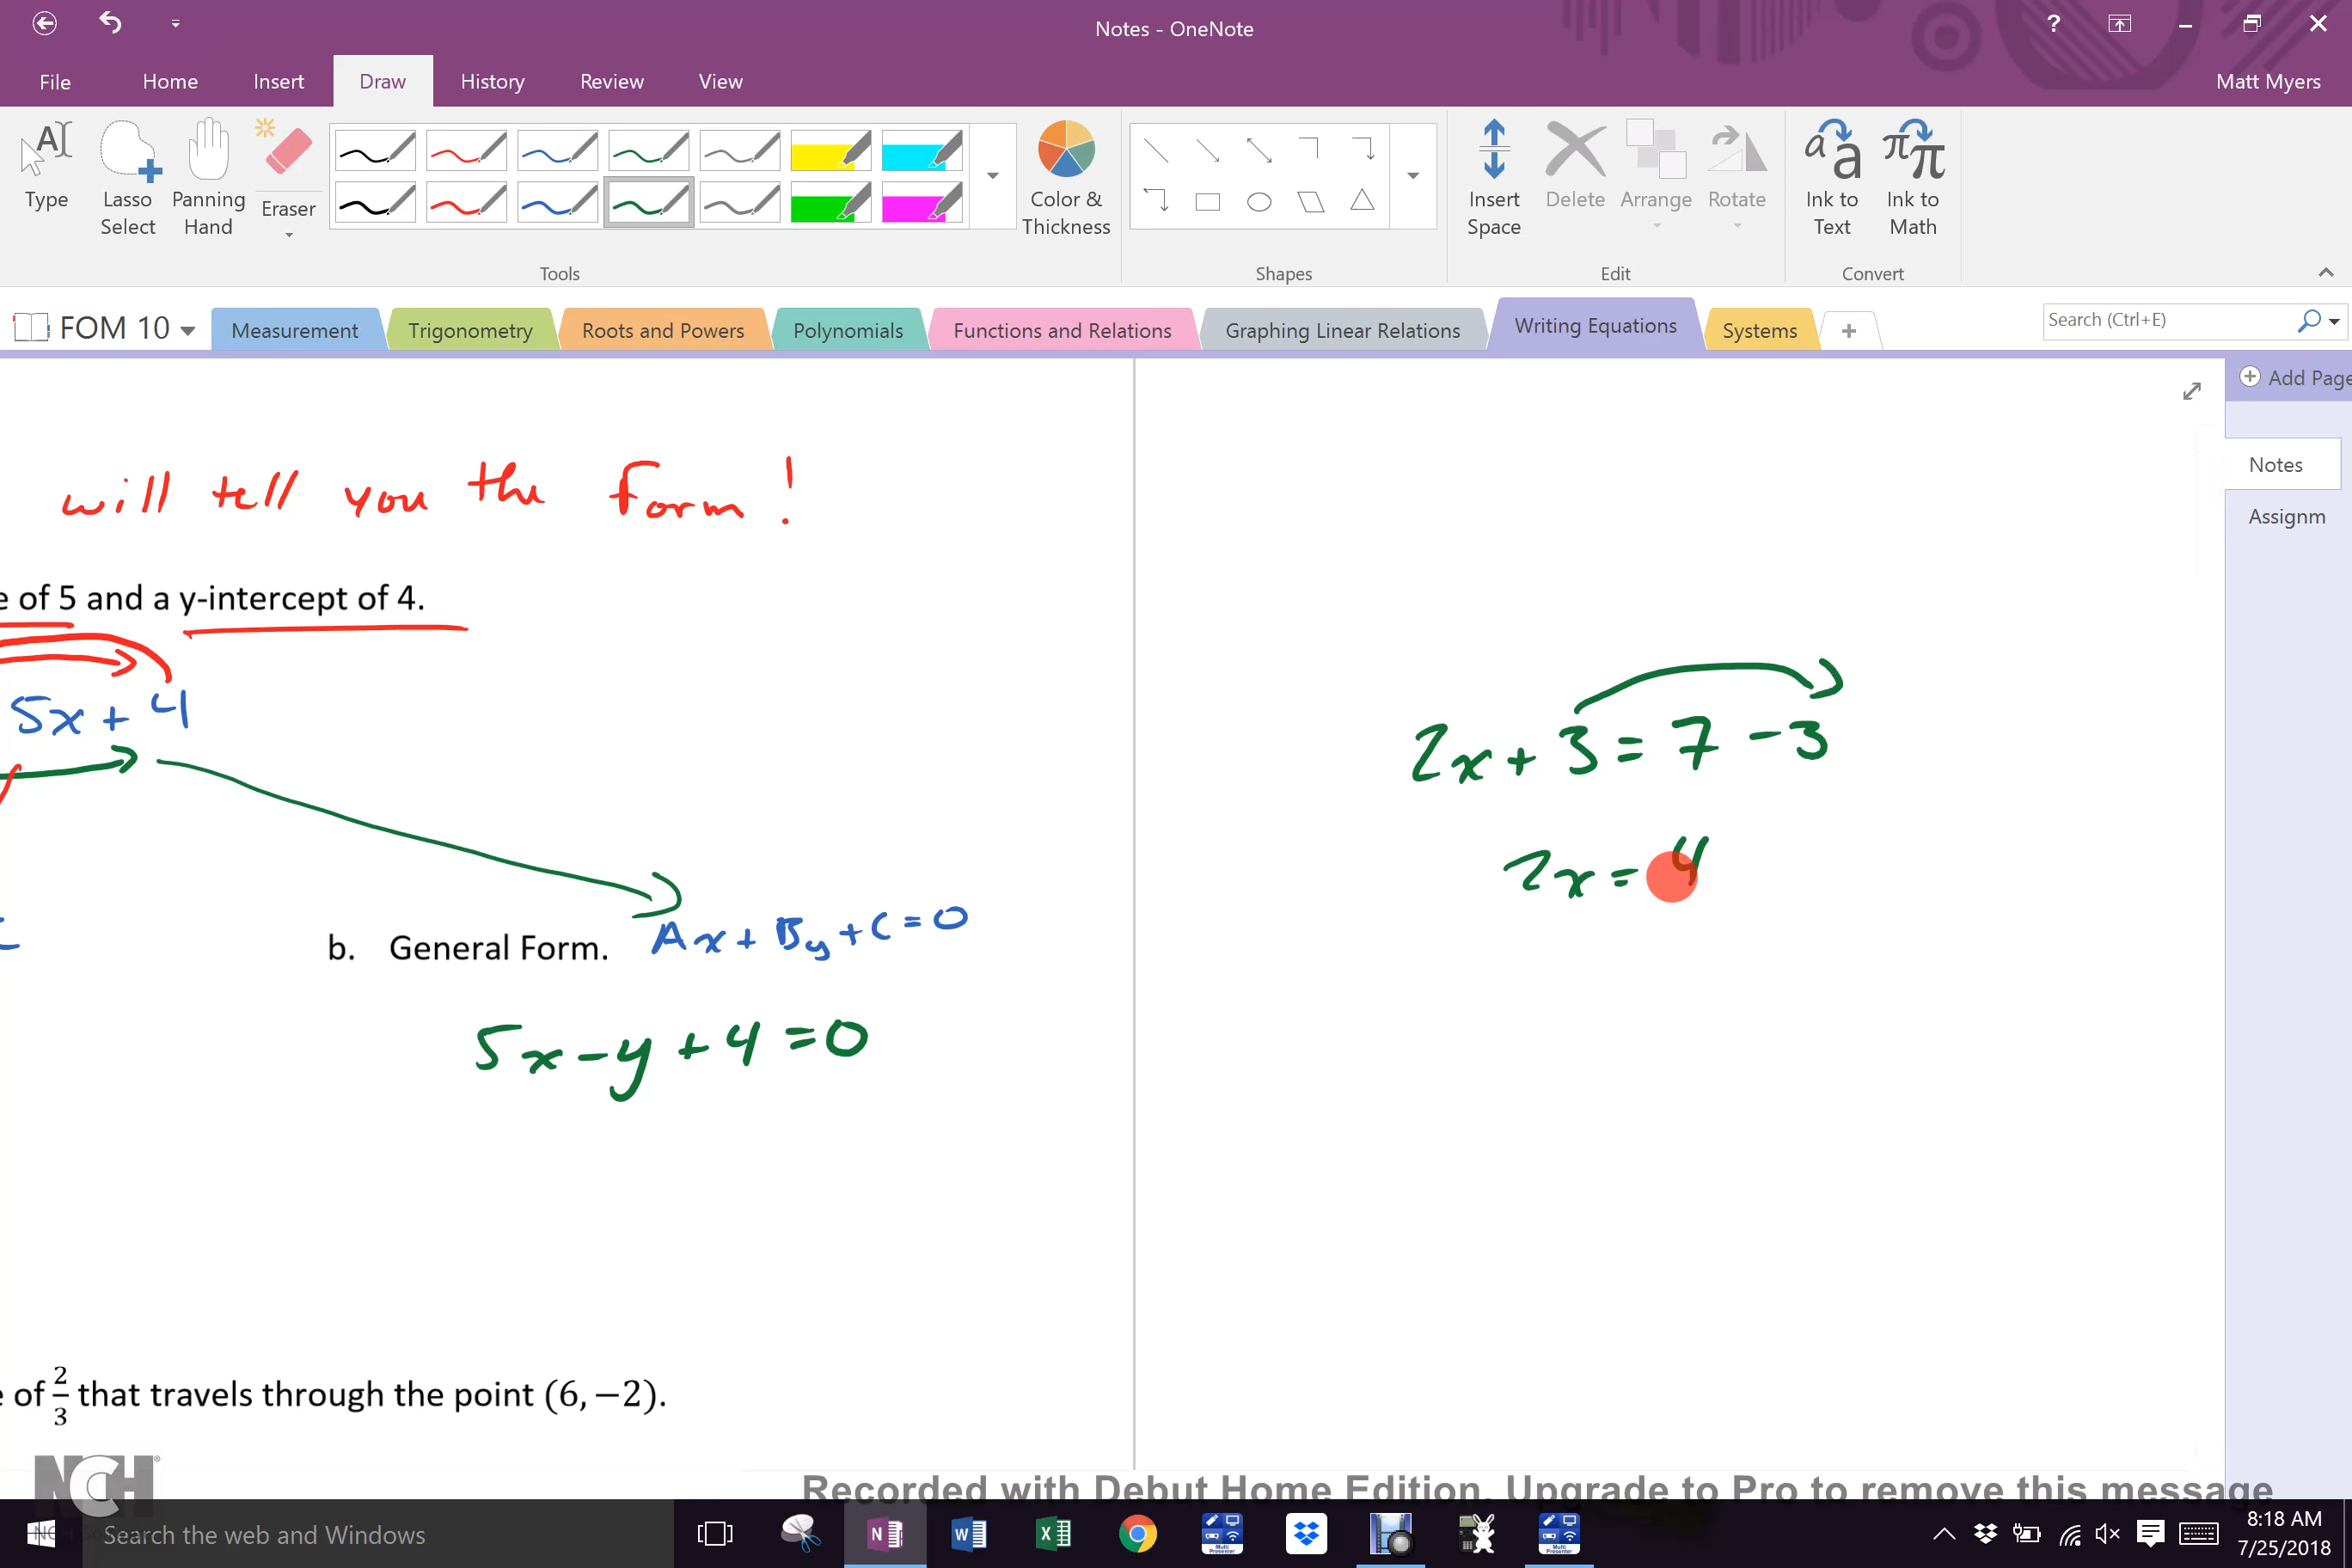 Notes - OneNote
?
File Home Insert Draw History Review View Matt Myers
Type
Lasso Select
Panning Hand
Eraser
Color & Thickness
Insert Space
Delete
Arrange
Rotate
Ink to Text
Ink to Math
Tools Shapes Edit Convert
FOM 10 Measurement Trigonometry Roots and Powers Polynomials Functions and Relations Graphing Linear Relations Writing Equations Systems + Search (Ctrl+E)
Add Page
Notes
Assignm
will tell you the form!
e of 5 and a y-intercept of 4.
5x + 4
b. General Form. Ax + By + C = 0
5x - y + 4 = 0
2x + 3 = 7 - 3
2x = 4
e of 2/3 that travels through the point (6, −2).
NCH
Recorded with Debut Home Edition. Upgrade to Pro to remove this message
Search the web and Windows
8:18 AM
7/25/2018